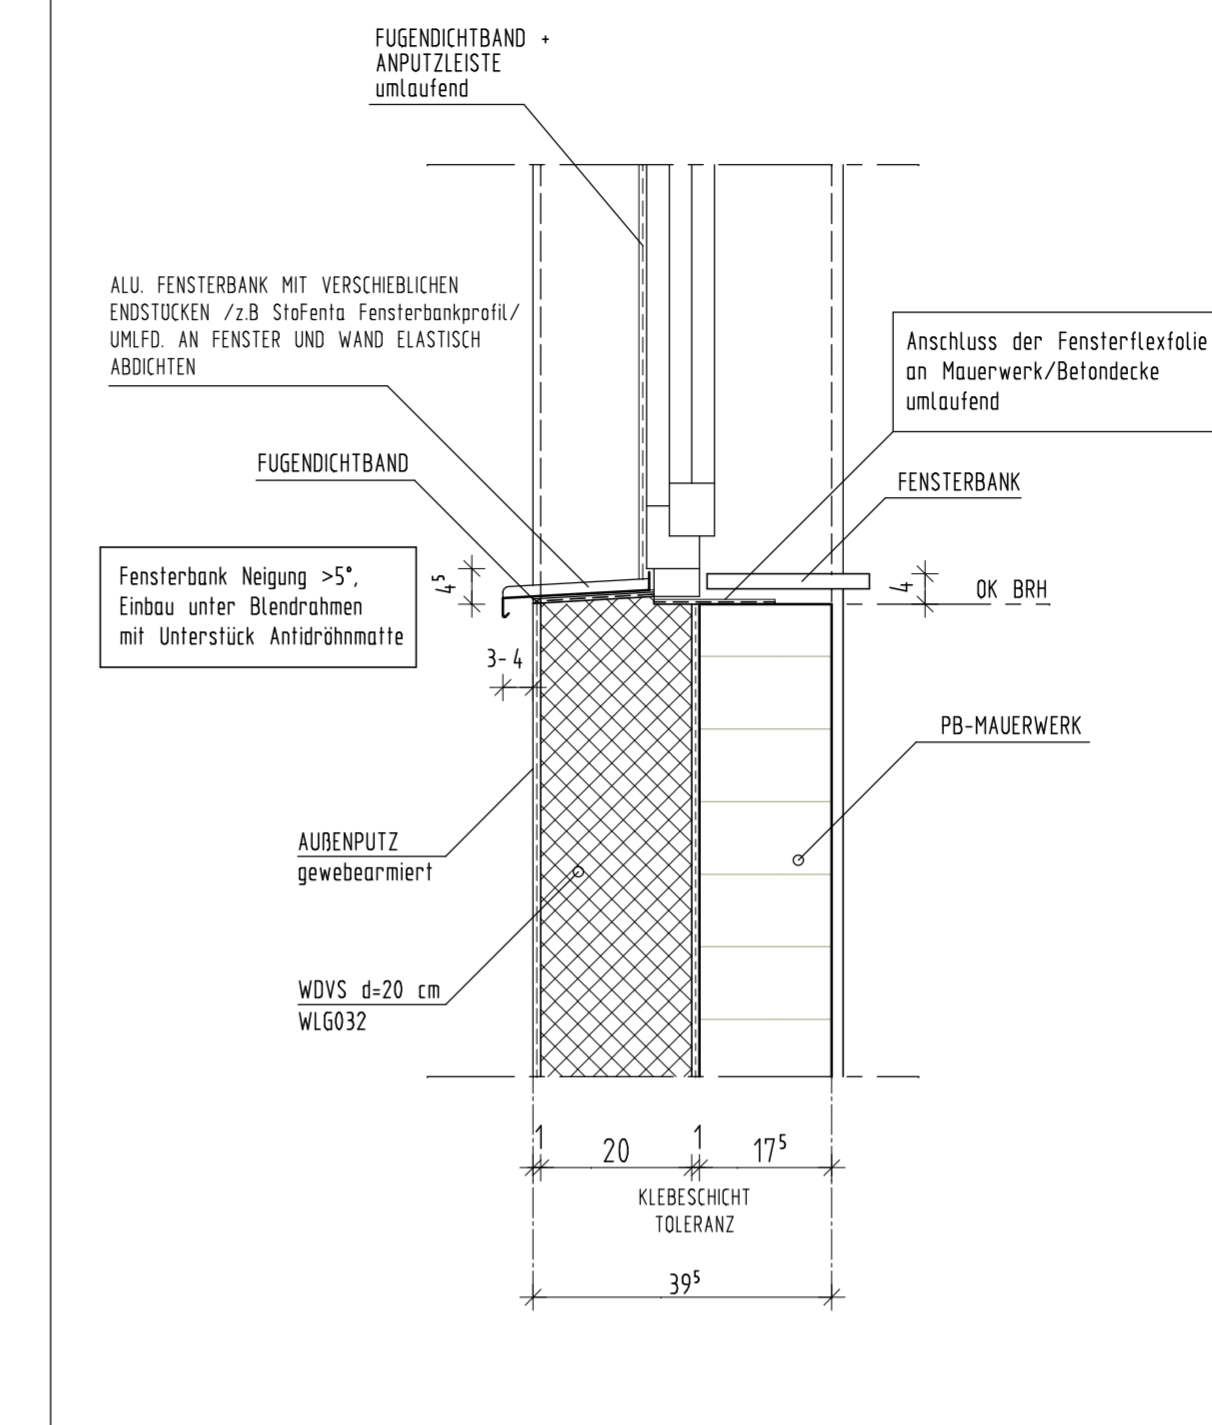 FUGENDICHTBAND +
ANPUTZLEISTE
umlaufend
ALU. FENSTERBANK MIT VERSCHIEBLICHEN
ENDSTÜCKEN /z.B StoFenta Fensterbankprofil/
UMLFD. AN FENSTER UND WAND ELASTISCH
ABDICHTEN
Anschluss der Fensterflexfolie
an Mauerwerk/Betondecke
umlaufend
FUGENDICHTBAND
FENSTERBANK
Fensterbank Neigung >5°,
Einbau unter Blendrahmen
mit Unterstück Antidröhnmatte
4⁵
4
OK BRH
3-4
PB-MAUERWERK
AUßENPUTZ
gewebearmiert
WDVS d=20 cm
WLG032
1 20 1 17⁵
KLEBESCHICHT
TOLERANZ
39⁵